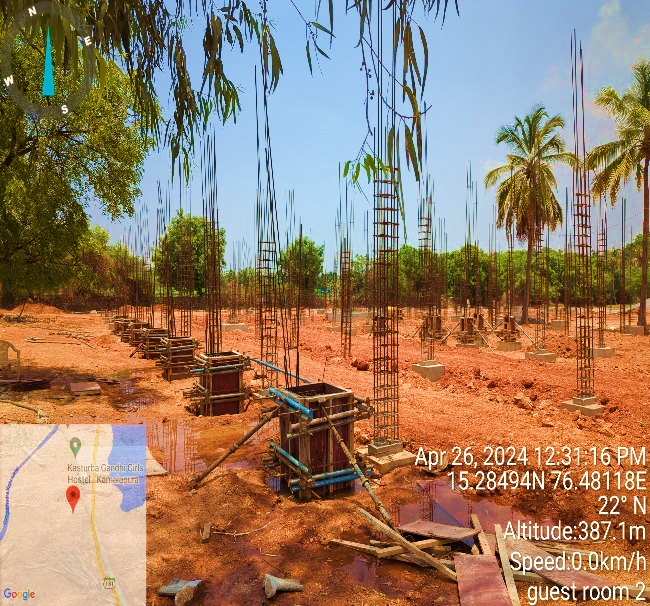 N
E
W
S
Kasturba Gandhi Girls
Hostel, Kamalapura
Google
Apr 26, 2024 12:31:16 PM
15.28494N 76.48118E
22° N
Altitude:387.1m
Speed:0.0km/h
guest room 2